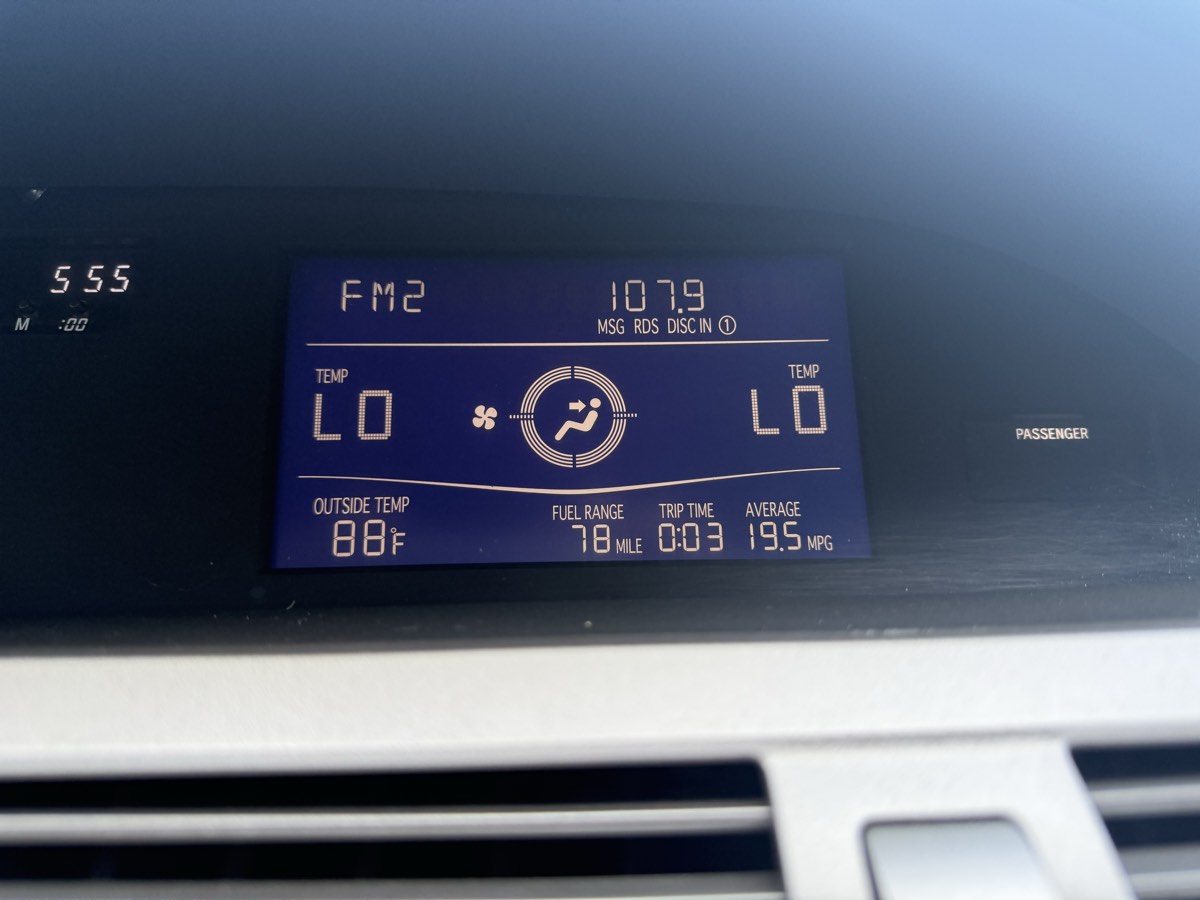 5 55
M :00
FM2 107.9
MSG RDS DISC IN 1
TEMP TEMP
LO LO
PASSENGER
OUTSIDE TEMP FUEL RANGE TRIP TIME AVERAGE
88°F 78 MILE 0:03 19.5 MPG